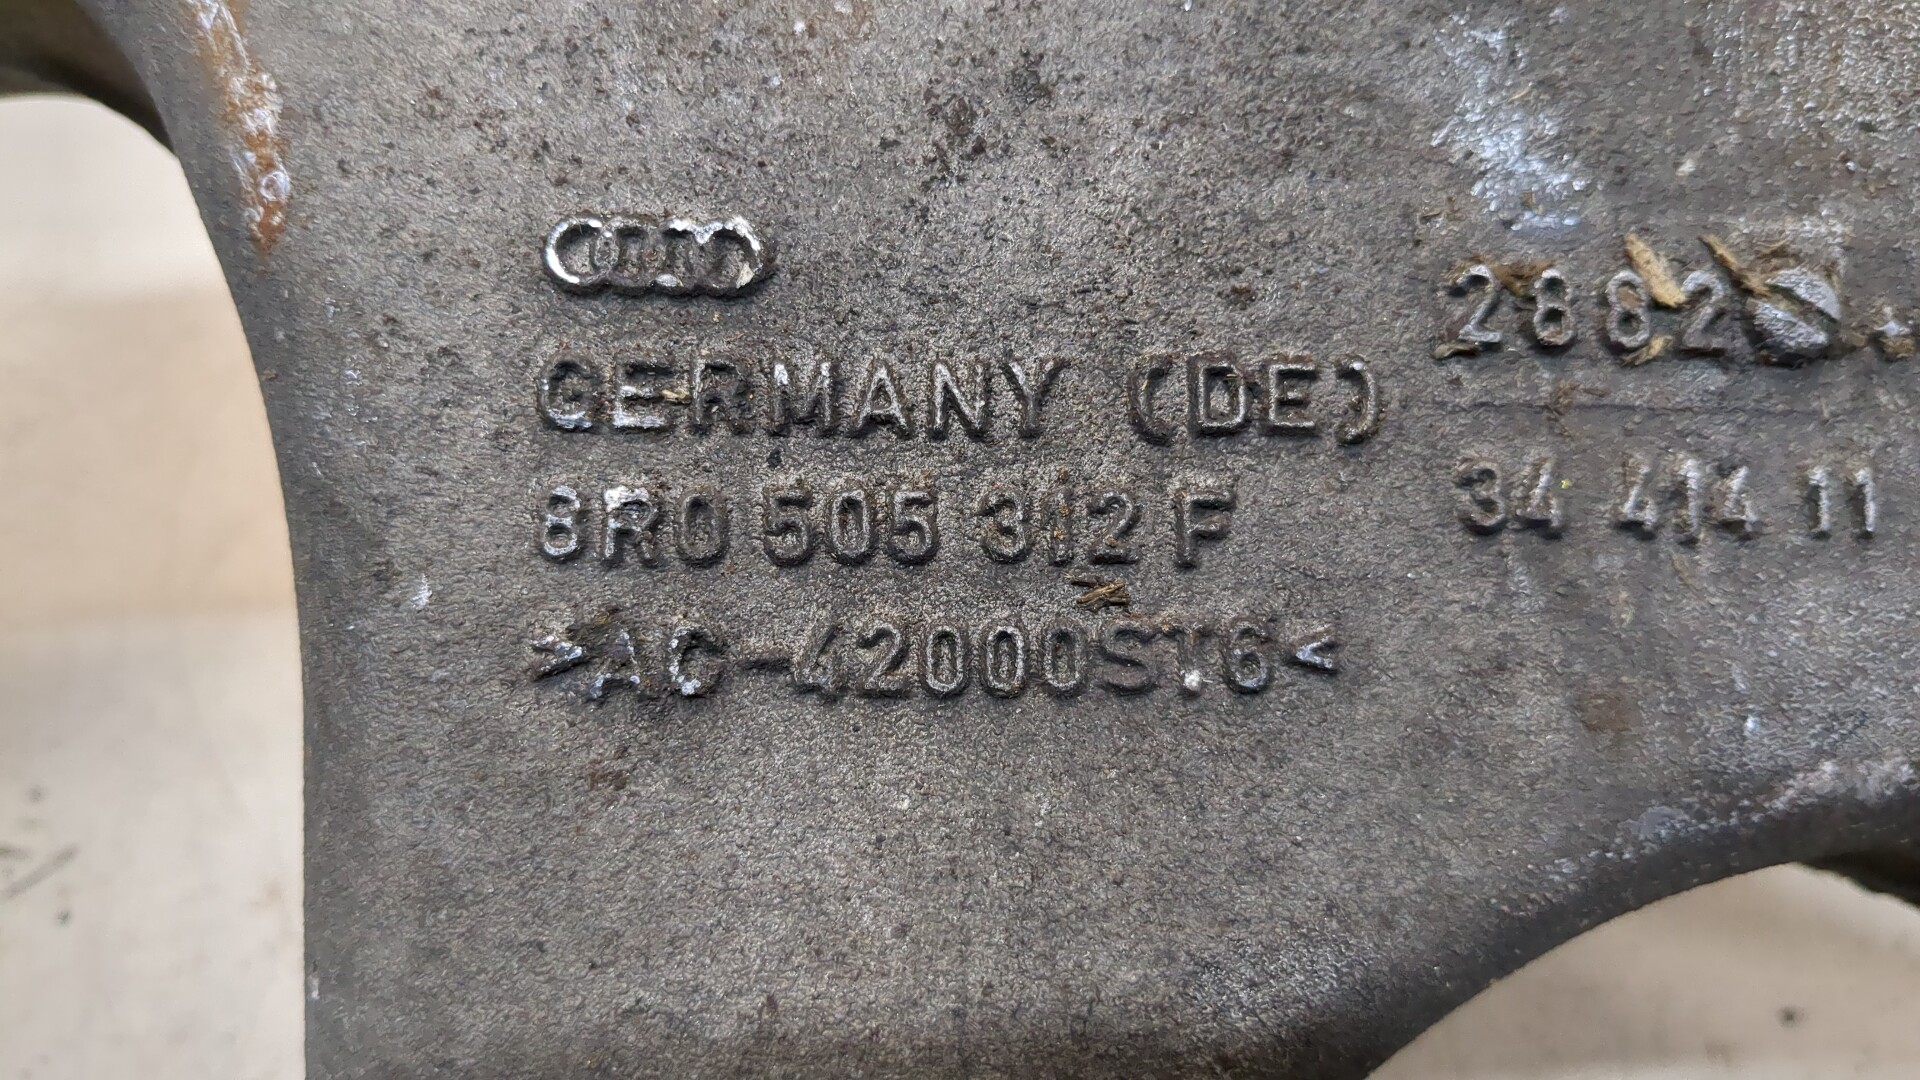 GERMANY (DE)
8R0 505 312 F
>AC-42000ST6<
2882
34 414 11